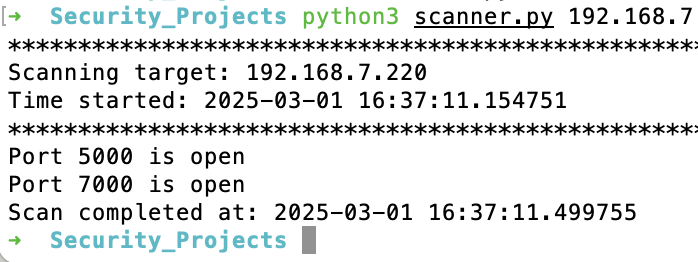 [→ Security_Projects python3 scanner.py 192.168.7
**************************************************
Scanning target: 192.168.7.220
Time started: 2025-03-01 16:37:11.154751
**************************************************
Port 5000 is open
Port 7000 is open
Scan completed at: 2025-03-01 16:37:11.499755
→ Security_Projects